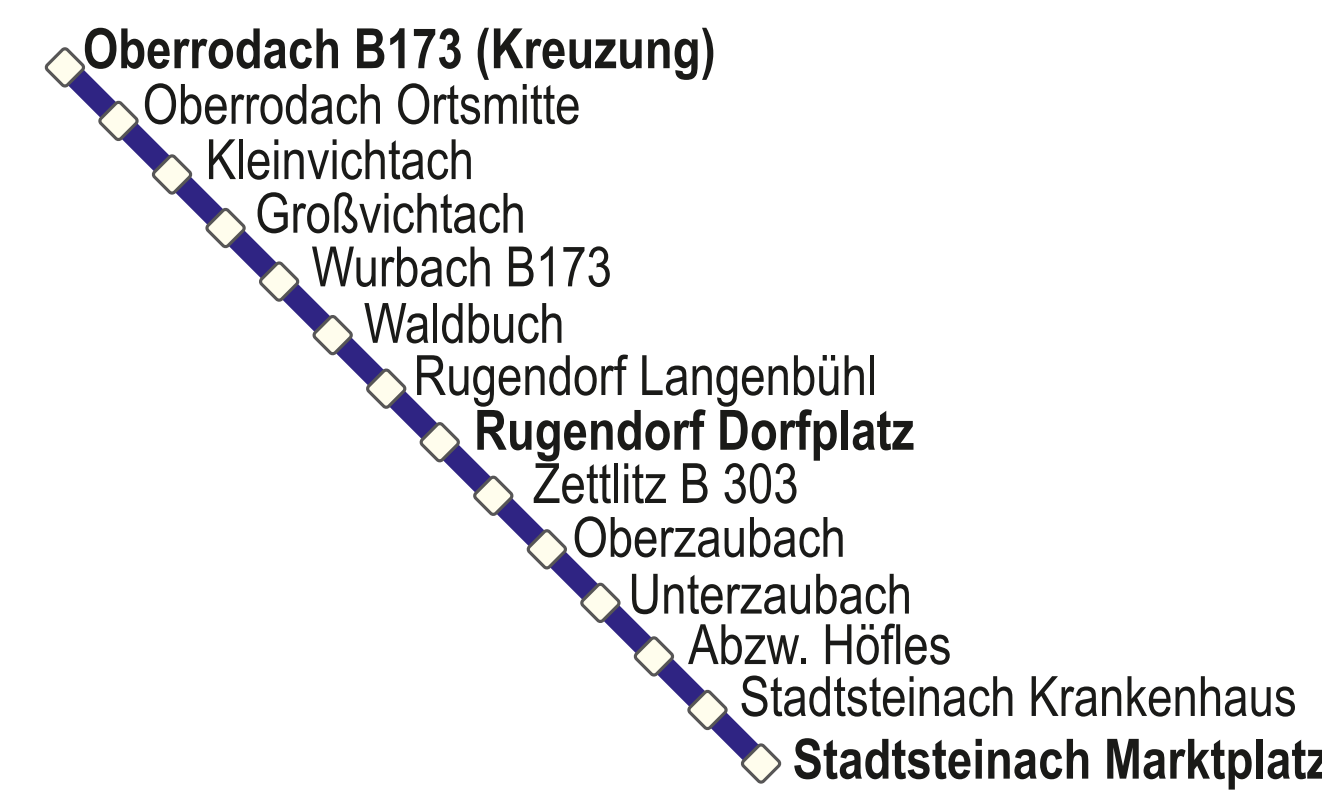 Oberrodach B173 (Kreuzung)
Oberrodach Ortsmitte
Kleinvichtach
Großvichtach
Wurbach B173
Waldbuch
Rugendorf Langenbühl
Rugendorf Dorfplatz
Zettlitz B 303
Oberzaubach
Unterzaubach
Abzw. Höfles
Stadtsteinach Krankenhaus
Stadtsteinach Marktplatz